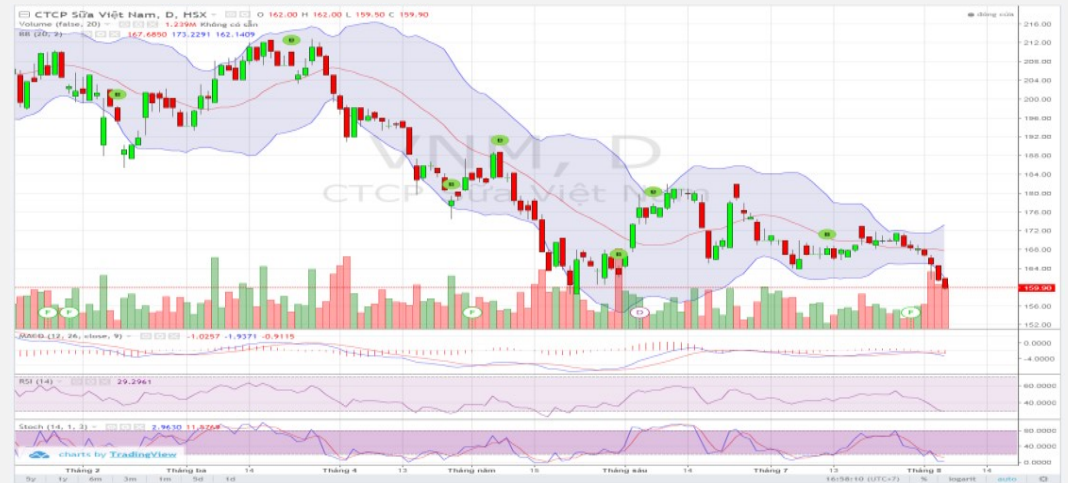 CTCP Sữa Việt Nam, D, HSX O 162.00 H 162.00 L 159.50 C 159.90
đóng cửa
Volume (false, 20) 1.239M Không có sẵn
BB (20, 2) 167.6850 173.2291 162.1409
216.00
212.00
208.00
204.00
200.00
196.00
192.00
188.00
184.00
180.00
176.00
172.00
168.00
164.00
159.90
156.00
152.00
VNM, D
CTCP Sữa Việt Nam
MACD (12, 26, close, 9) -1.0257 -1.9371 -0.9115
0.0000
-4.0000
RSI (14) 29.2961
60.0000
40.0000
Stoch (14, 1, 3) 2.9630
60.0000
30.0000
0.0000
charts by TradingView
Tháng 2 Tháng ba 14 Tháng 4 13 Tháng năm 15 Tháng sáu 14 Tháng 7 13 Tháng 8 14
5y 1y 6m 3m 1m 5d 1d 16:58:10 (UTC+7) % logarit auto